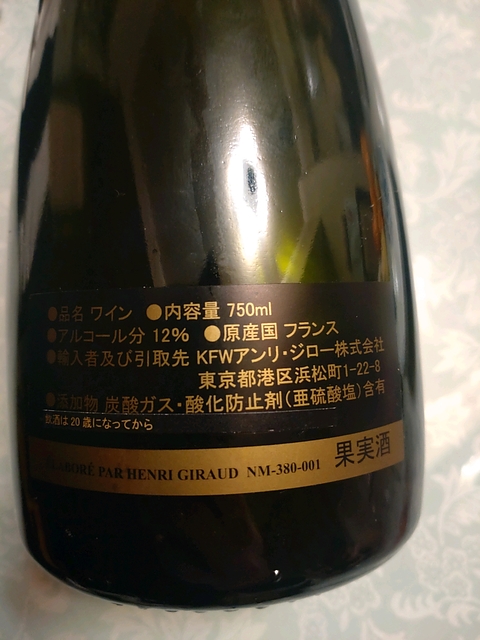 ●品名 ワイン ●内容量 750ml
●アルコール分 12% ●原産国 フランス
●輸入者及び引取先 KFWアンリ・ジロー株式会社
東京都港区浜松町1-22-8
●添加物 炭酸ガス・酸化防止剤(亜硫酸塩)含有
飲酒は20歳になってから
ELABORÉ PAR HENRI GIRAUD NM-380-001 果実酒